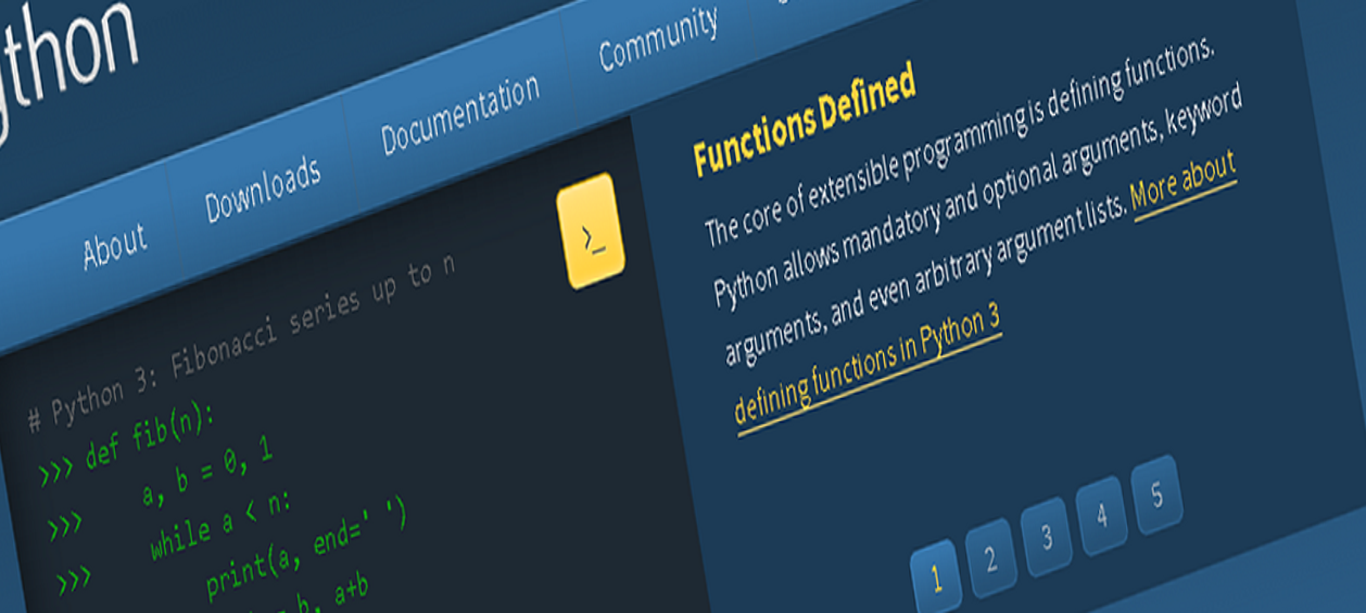 About Downloads Documentation Community
# Python 3: Fibonacci series up to n
>>> def fib(n):
>>> a, b = 0, 1
>>> while a < n:
print(a, end=' ')
b, a+b
>_
Functions Defined
The core of extensible programming is defining functions.
Python allows mandatory and optional arguments, keyword
arguments, and even arbitrary argument lists. More about
defining functions in Python 3
1 2 3 4 5